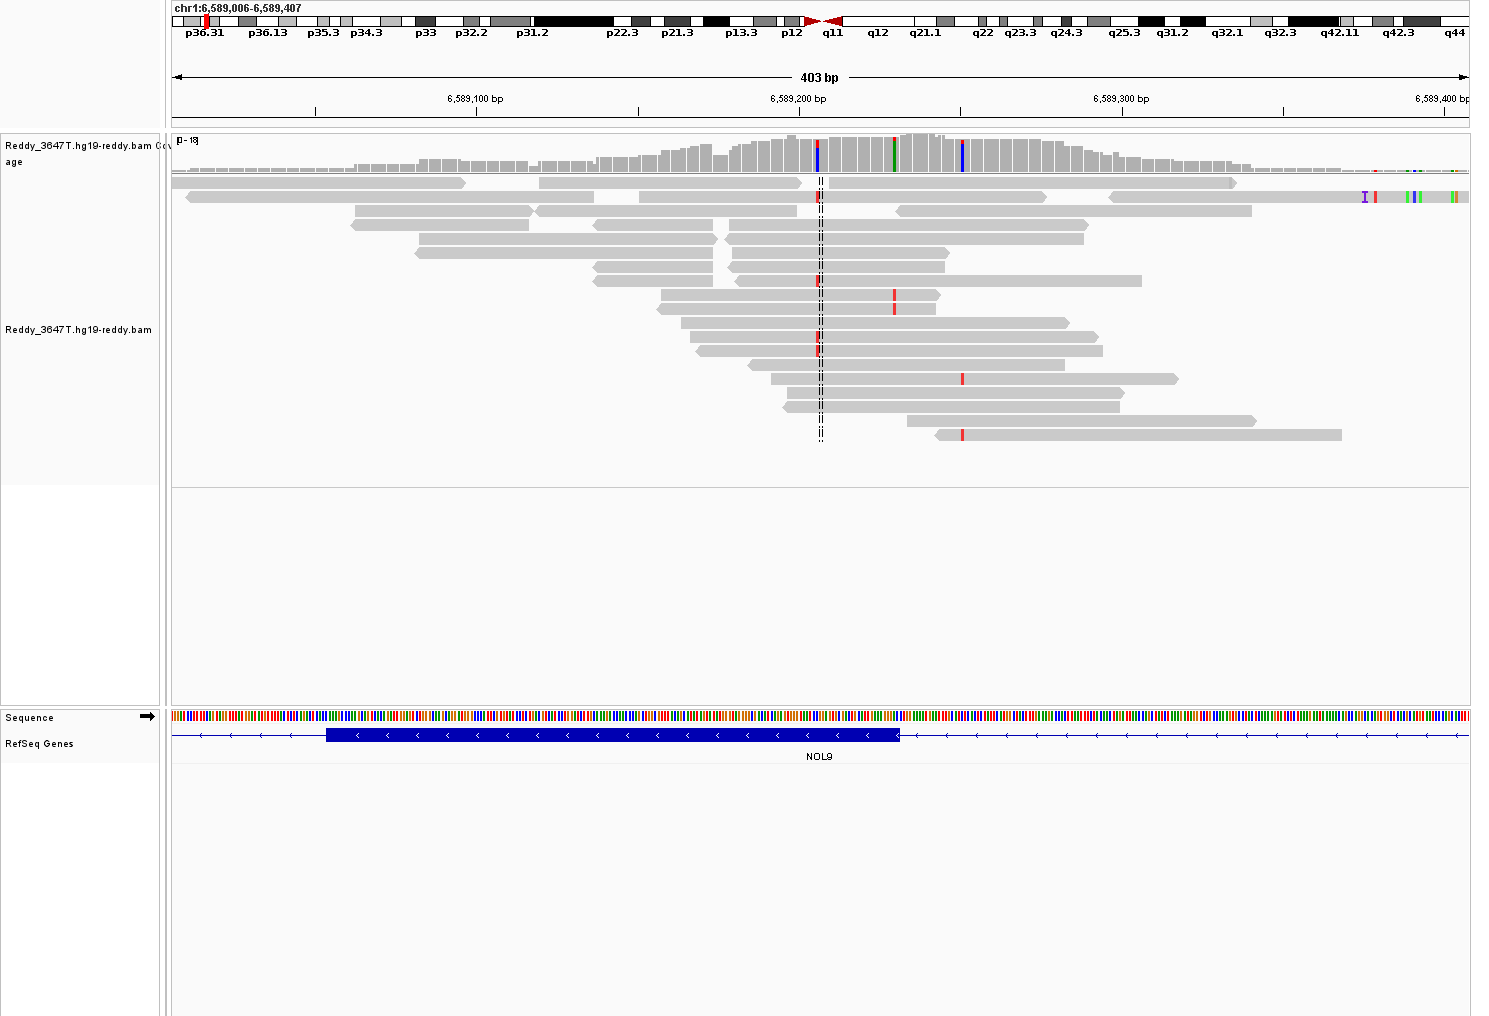 chr1:6,589,006-6,589,407
p36.31 p36.13 p35.3 p34.3 p33 p32.2 p31.2 p22.3 p21.3 p13.3 p12 q11 q12 q21.1 q22 q23.3 q24.3 q25.3 q31.2 q32.1 q32.3 q42.11 q42.3 q44
403 bp
6,589,100 bp 6,589,200 bp 6,589,300 bp 6,589,400 bp
[0 - 18]
Reddy_3647T.hg19-reddy.bam Cov
age
Reddy_3647T.hg19-reddy.bam
Sequence
RefSeq Genes
NOL9